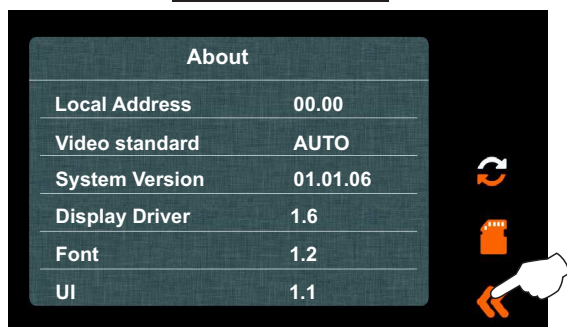 About
Local Address 00.00
Video standard AUTO
System Version 01.01.06
Display Driver 1.6
Font 1.2
UI 1.1